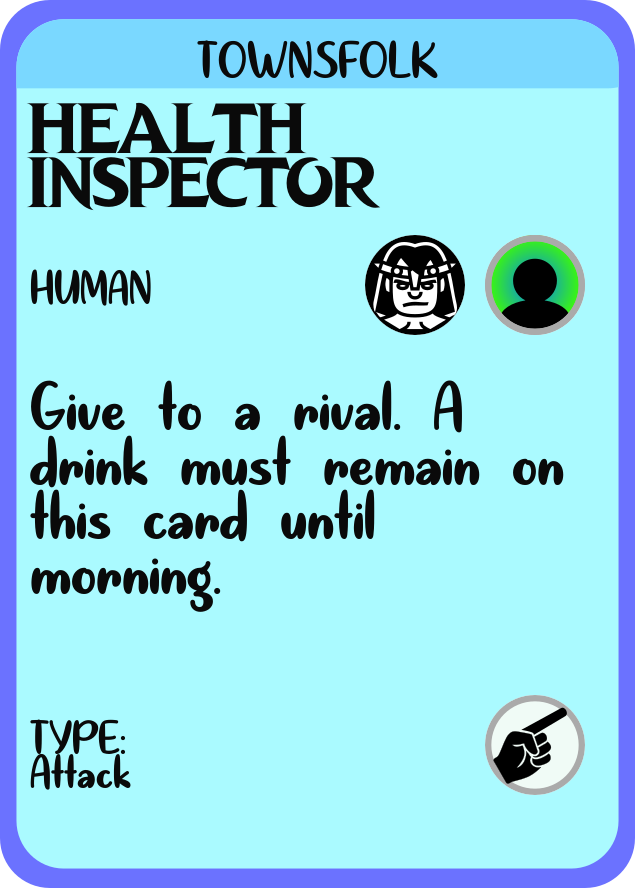 TOWNSFOLK
HEALTH
INSPECTOR
HUMAN
Give to a rival. A
drink must remain on
this card until
morning.
TYPE:
Attack